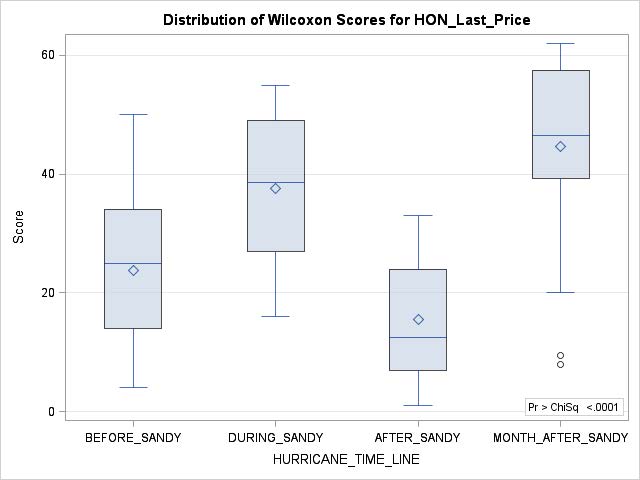 Distribution of Wilcoxon Scores for HON_Last_Price
60
40
20
0
Score
Pr > ChiSq <.0001
BEFORE_SANDY DURING_SANDY AFTER_SANDY MONTH_AFTER_SANDY
HURRICANE_TIME_LINE